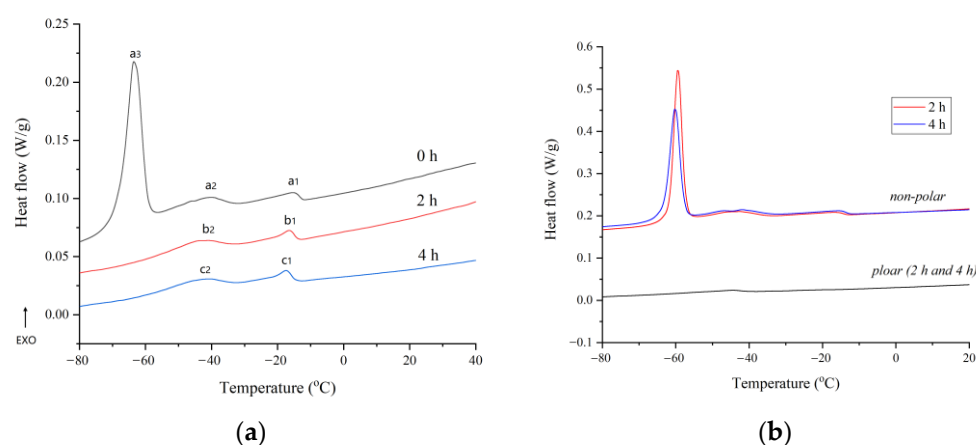 0.25
0.20
0.15
0.10
0.05
0.00
Heat flow (W/g)
EXO
a3
a2
a1
0 h
b2
b1
2 h
c2
c1
4 h
−80 −60 −40 −20 0 20 40
Temperature (°C)
(a)
0.6
0.5
0.4
0.3
0.2
0.1
0.0
−0.1
Heat flow (W/g)
2 h
4 h
non-polar
ploar (2 h and 4 h)
−80 −60 −40 −20 0 20
Temperature (°C)
(b)